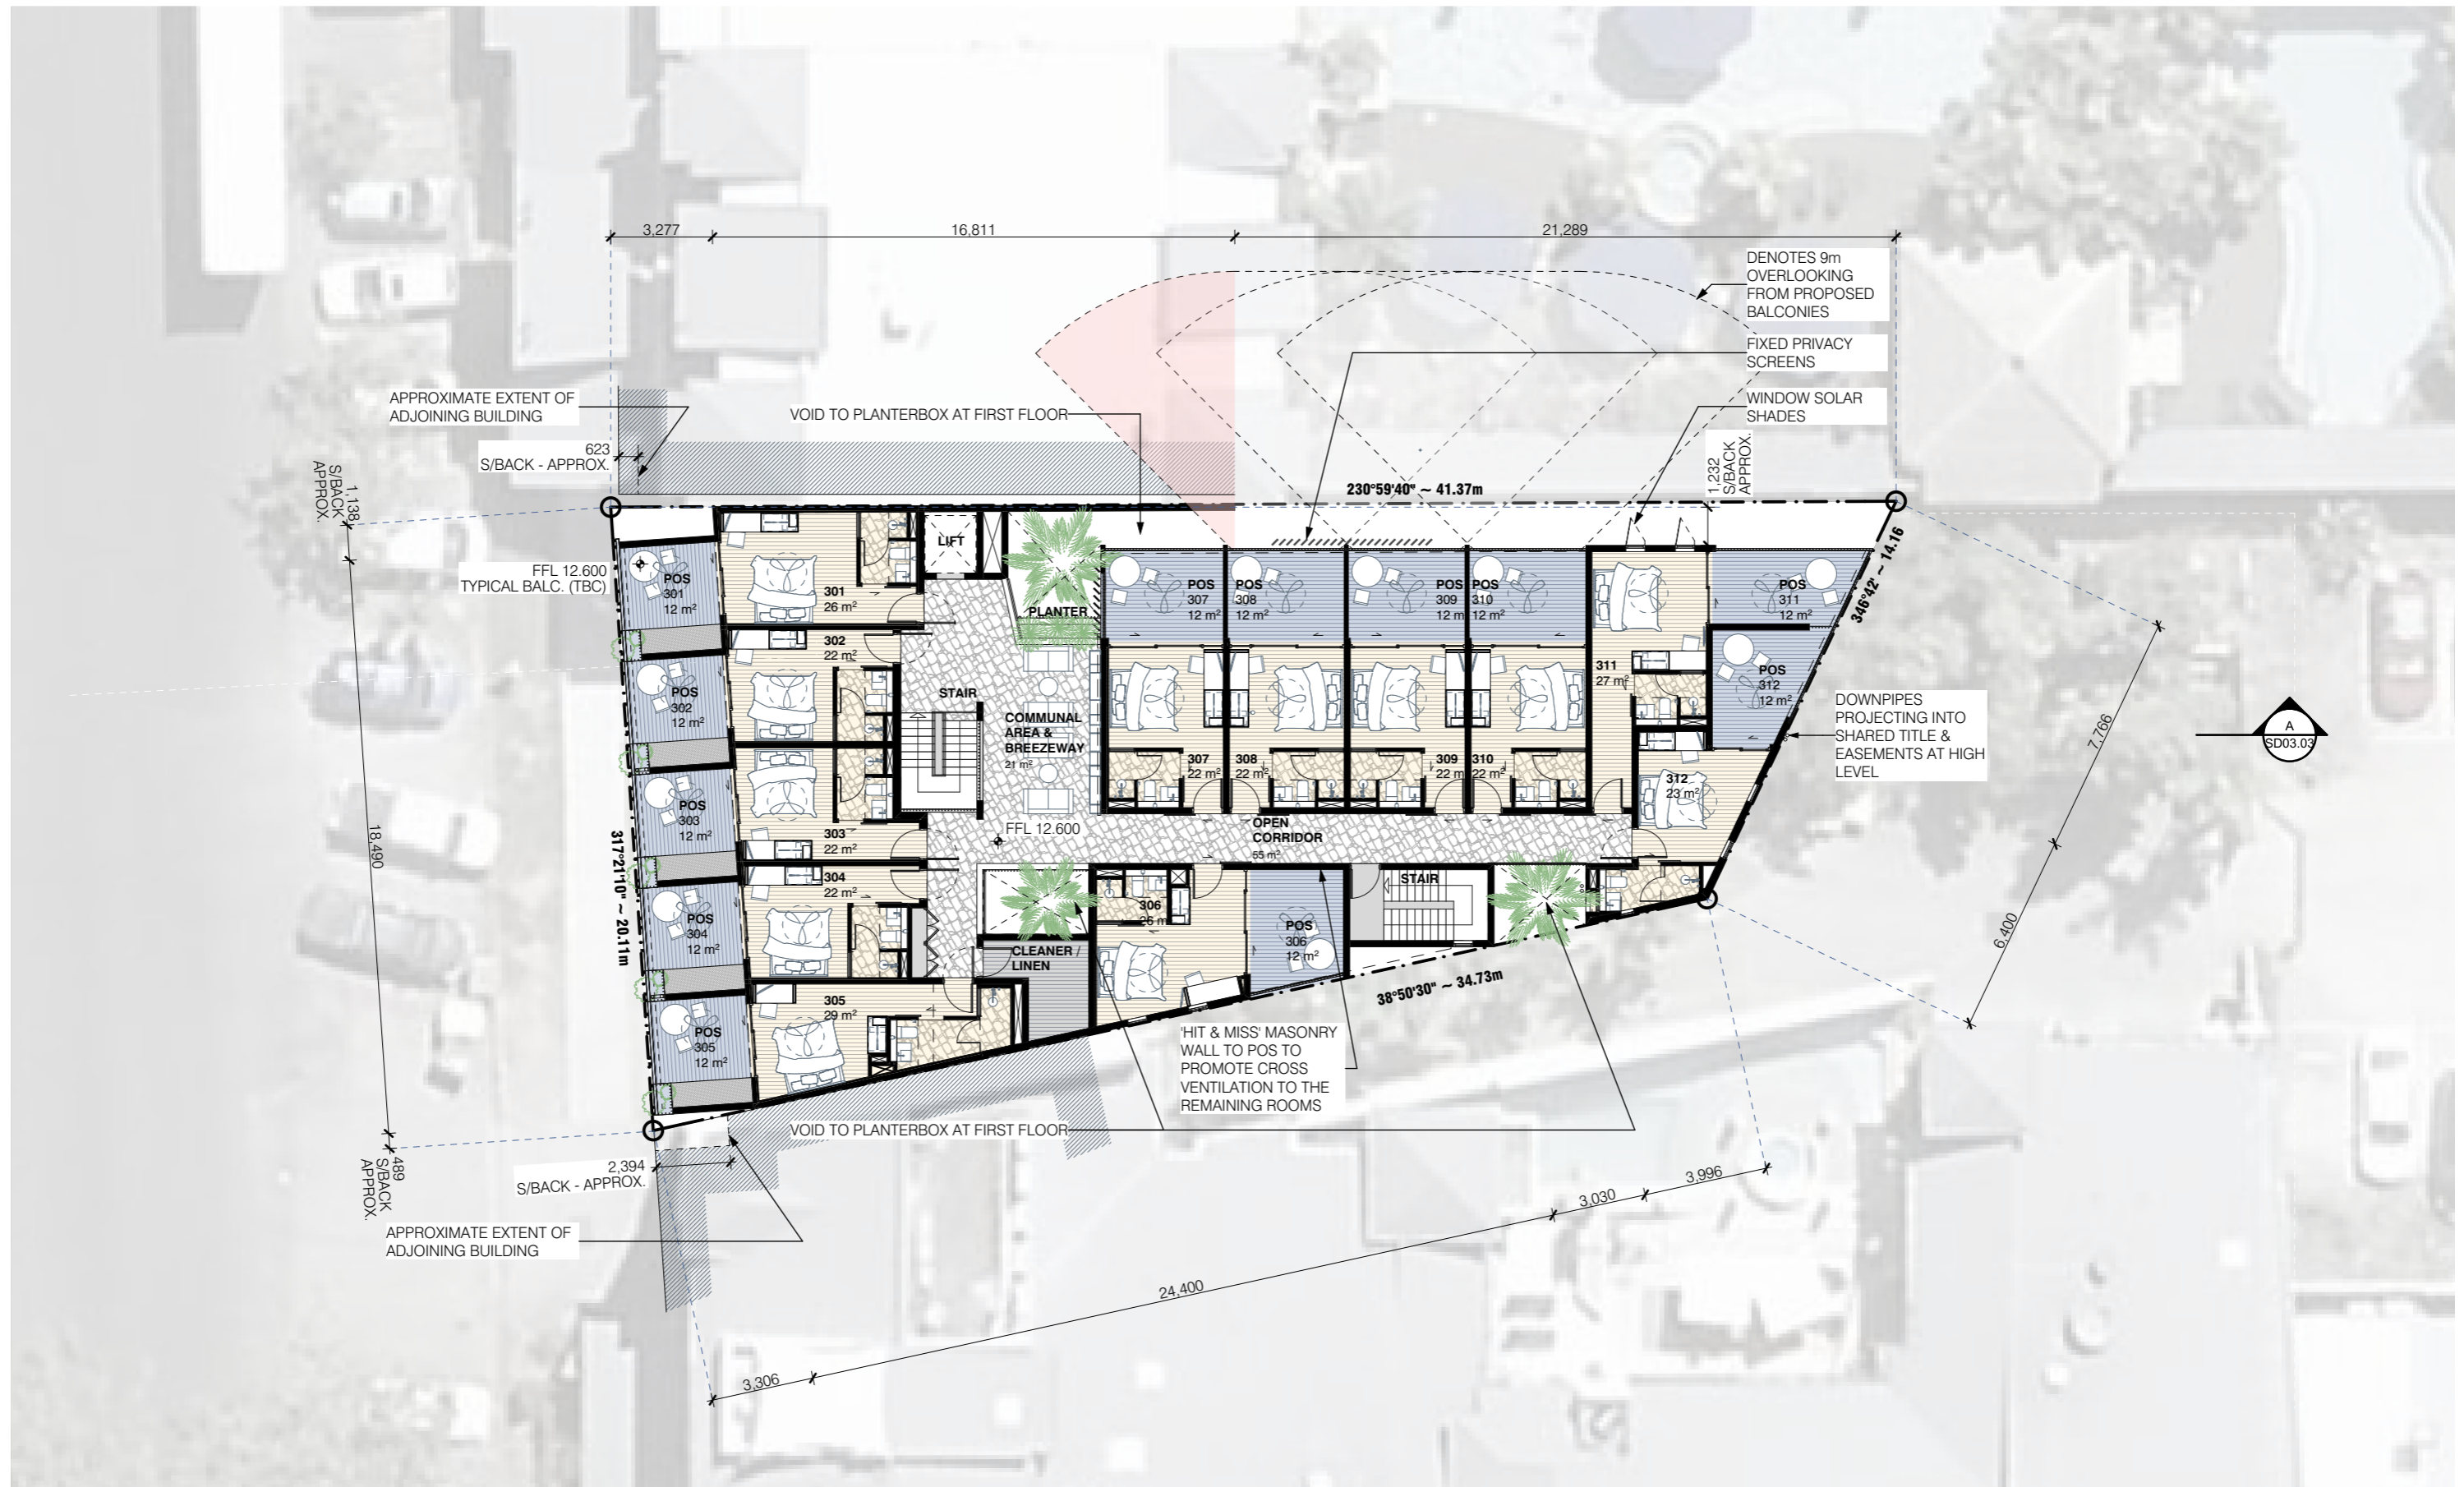 3,277
16,811
21,289
DENOTES 9m
OVERLOOKING
FROM PROPOSED
BALCONIES
FIXED PRIVACY
SCREENS
WINDOW SOLAR
SHADES
APPROXIMATE EXTENT OF
ADJOINING BUILDING
VOID TO PLANTERBOX AT FIRST FLOOR
623
S/BACK - APPROX.
1,232
S/BACK
APPROX.
1,138
S/BACK
APPROX.
230°59'40" ~ 41.37m
346°42' ~ 14.16
FFL 12.600
TYPICAL BALC. (TBC)
LIFT
PLANTER
POS
301
12 m²
301
26 m²
POS
307
12 m²
POS
308
12 m²
POS
309
12 m
POS
310
12 m²
POS
311
12 m²
302
22 m²
POS
302
12 m²
STAIR
COMMUNAL
AREA &
BREEZEWAY
21 m²
311
27 m²
POS
312
12 m²
DOWNPIPES
PROJECTING INTO
SHARED TITLE &
EASEMENTS AT HIGH
LEVEL
7,766
A
SD03.03
307
22 m²
308
22 m²
309
22 m
310
22 m²
312
23 m²
POS
303
12 m²
303
22 m²
FFL 12.600
OPEN
CORRIDOR
55 m²
18,490
317°21'10" ~ 20.11m
304
22 m²
POS
304
12 m²
306
26 m
POS
306
12 m²
STAIR
6,400
CLEANER /
LINEN
38°50'30" ~ 34.73m
305
29 m²
POS
305
12 m²
'HIT & MISS' MASONRY
WALL TO POS TO
PROMOTE CROSS
VENTILATION TO THE
REMAINING ROOMS
VOID TO PLANTERBOX AT FIRST FLOOR
489
S/BACK
APPROX.
2,394
S/BACK - APPROX.
APPROXIMATE EXTENT OF
ADJOINING BUILDING
3,996
3,030
24,400
3,306